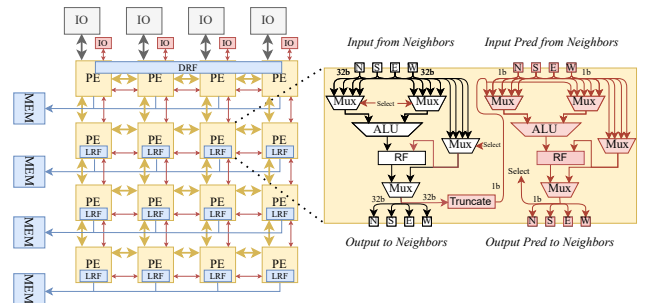 IO IO IO IO
IO IO IO IO
DRF
PE PE PE PE
MEM
PE PE PE PE
LRF LRF LRF LRF
MEM
PE PE PE PE
LRF LRF LRF LRF
MEM
PE PE PE PE
LRF LRF LRF LRF
MEM
Input from Neighbors
N S E W
32b 32b
Mux Select Mux
ALU
Mux Select
RF
Mux
32b 32b
Truncate
1b
N S E W
Output to Neighbors
Input Pred from Neighbors
N S E W
1b 1b
Mux Mux
ALU
Mux
RF
Select
Mux
1b
N S E W
Output Pred to Neighbors